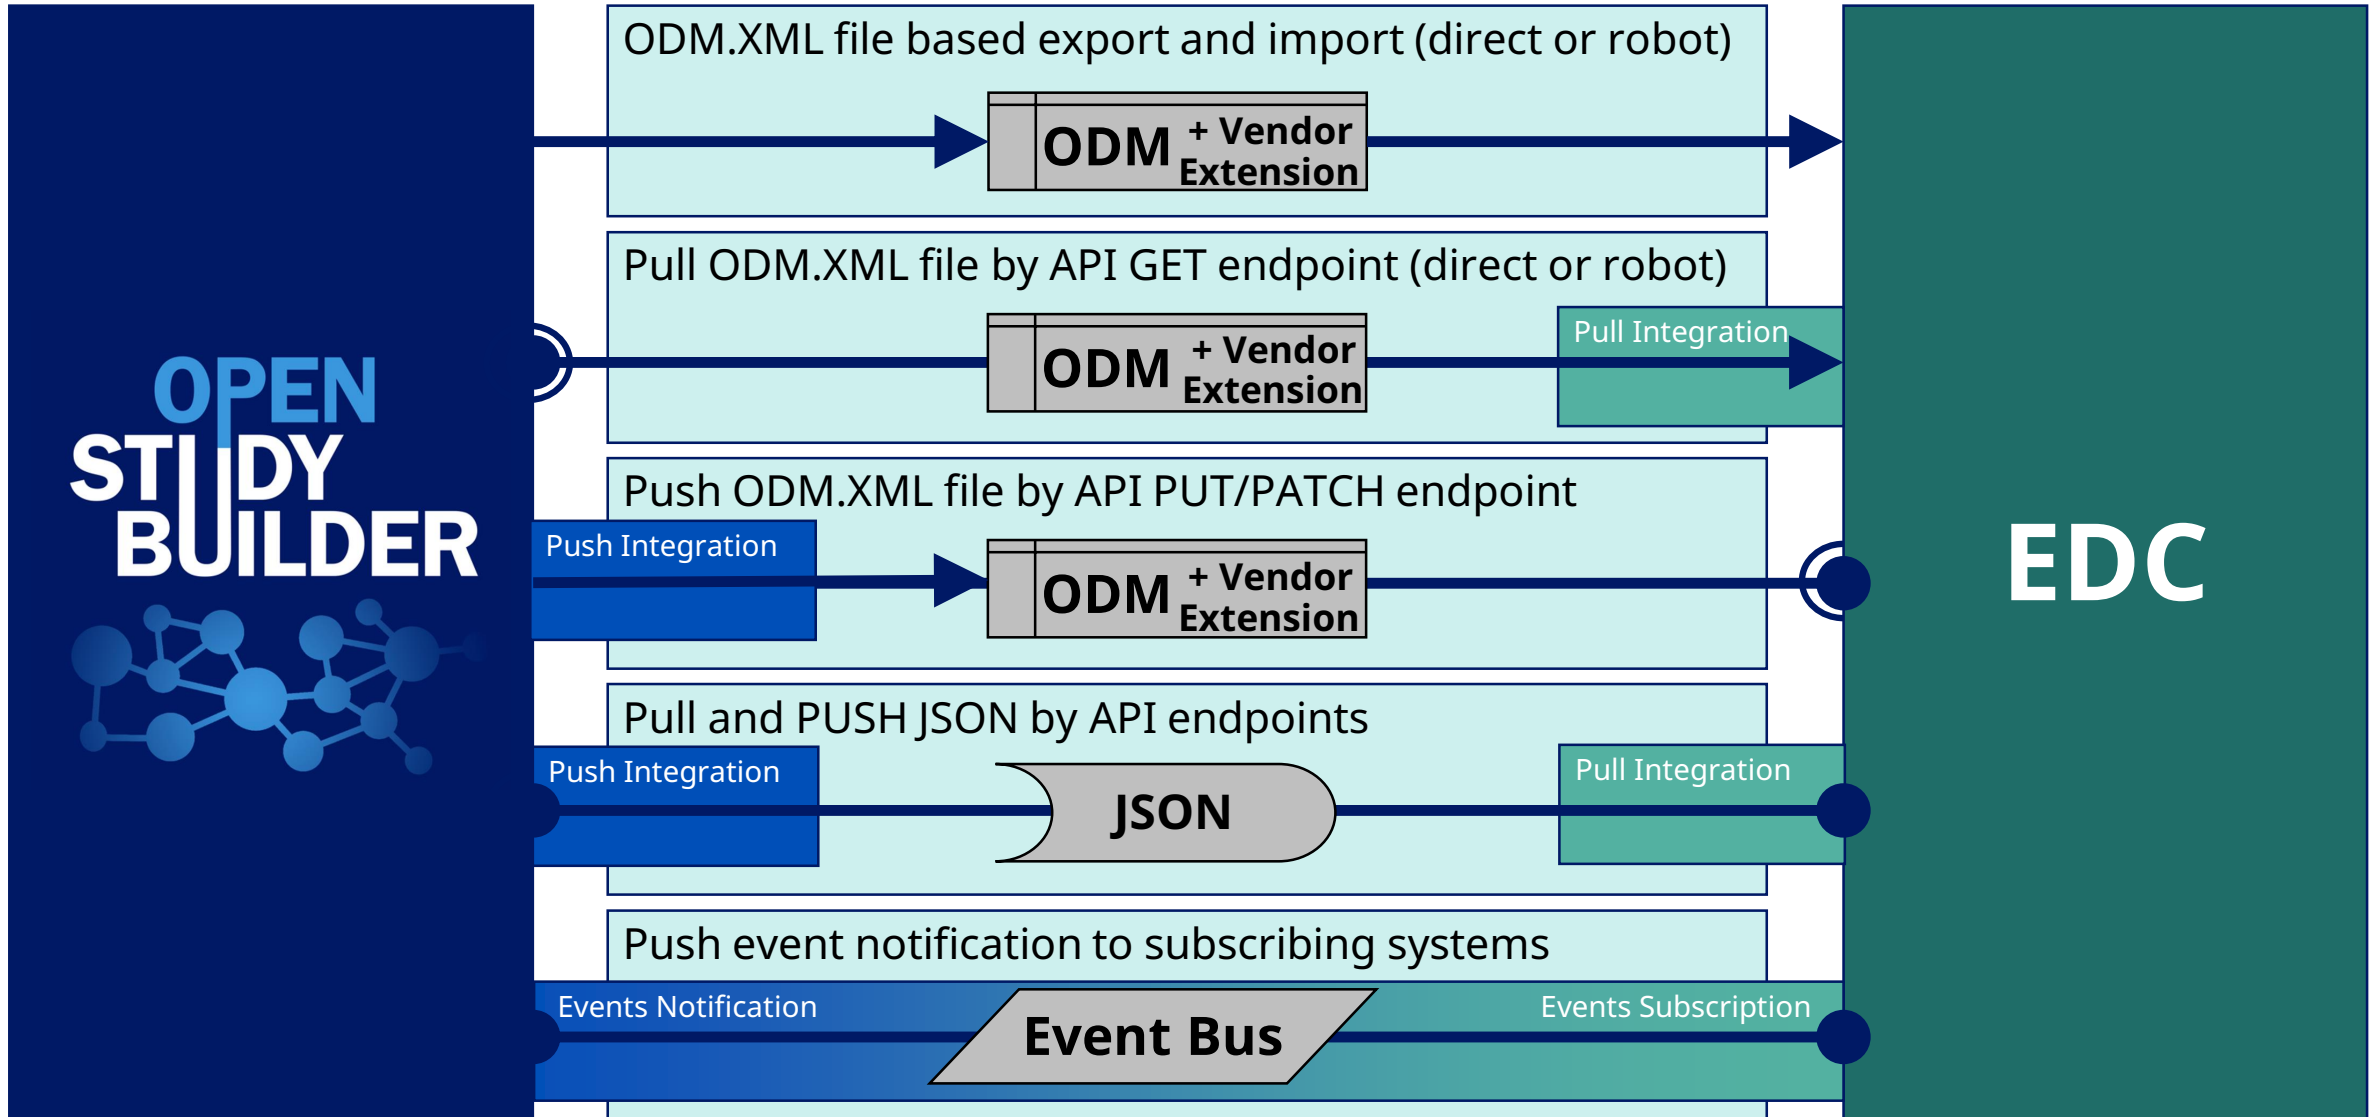 OPEN
STUDY
BUILDER
ODM.XML file based export and import (direct or robot)
ODM
+ Vendor
Extension
Pull ODM.XML file by API GET endpoint (direct or robot)
Pull Integration
ODM
+ Vendor
Extension
Push ODM.XML file by API PUT/PATCH endpoint
Push Integration
ODM
+ Vendor
Extension
Pull and PUSH JSON by API endpoints
Push Integration
JSON
Pull Integration
Push event notification to subscribing systems
Events Notification
Event Bus
Events Subscription
EDC